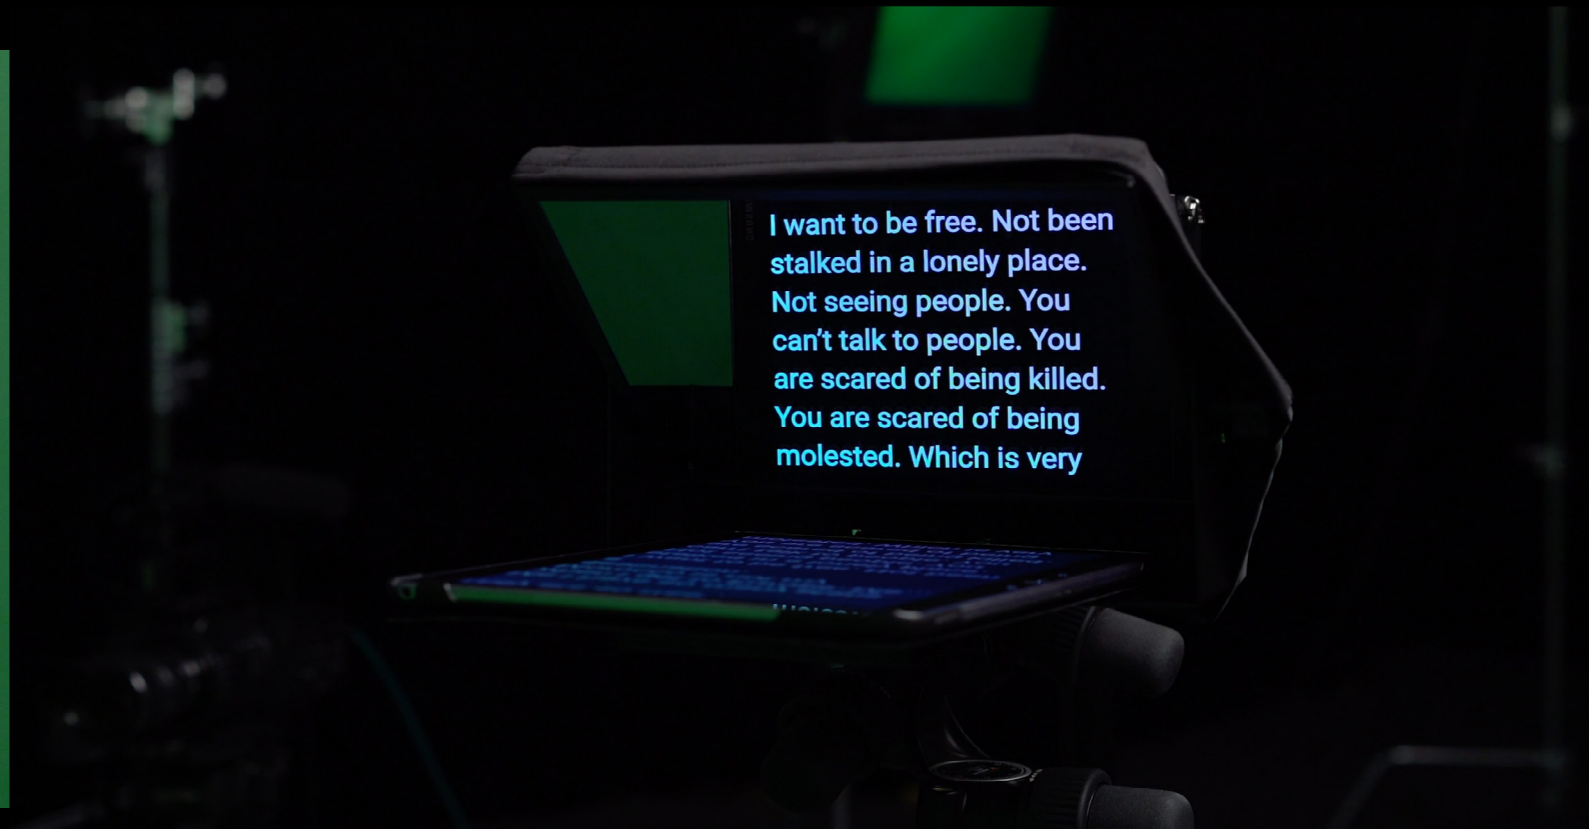 I want to be free. Not been
stalked in a lonely place.
Not seeing people. You
can't talk to people. You
are scared of being killed.
You are scared of being
molested. Which is very